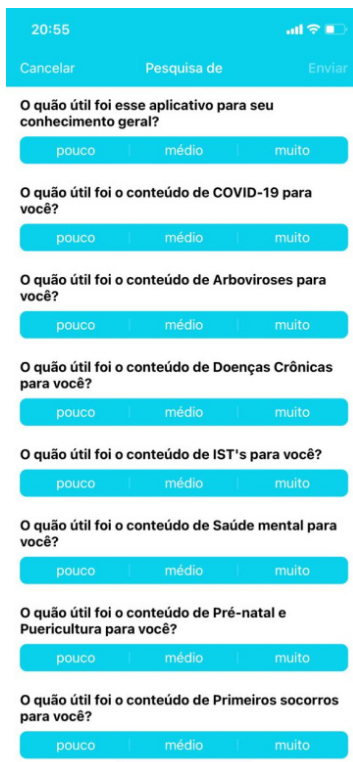 20:55
Cancelar Pesquisa de Enviar
O quão útil foi esse aplicativo para seu
conhecimento geral?
pouco médio muito
O quão útil foi o conteúdo de COVID-19 para
você?
pouco médio muito
O quão útil foi o conteúdo de Arboviroses para
você?
pouco médio muito
O quão útil foi o conteúdo de Doenças Crônicas
para você?
pouco médio muito
O quão útil foi o conteúdo de IST's para você?
pouco médio muito
O quão útil foi o conteúdo de Saúde mental para
você?
pouco médio muito
O quão útil foi o conteúdo de Pré-natal e
Puericultura para você?
pouco médio muito
O quão útil foi o conteúdo de Primeiros socorros
para você?
pouco médio muito